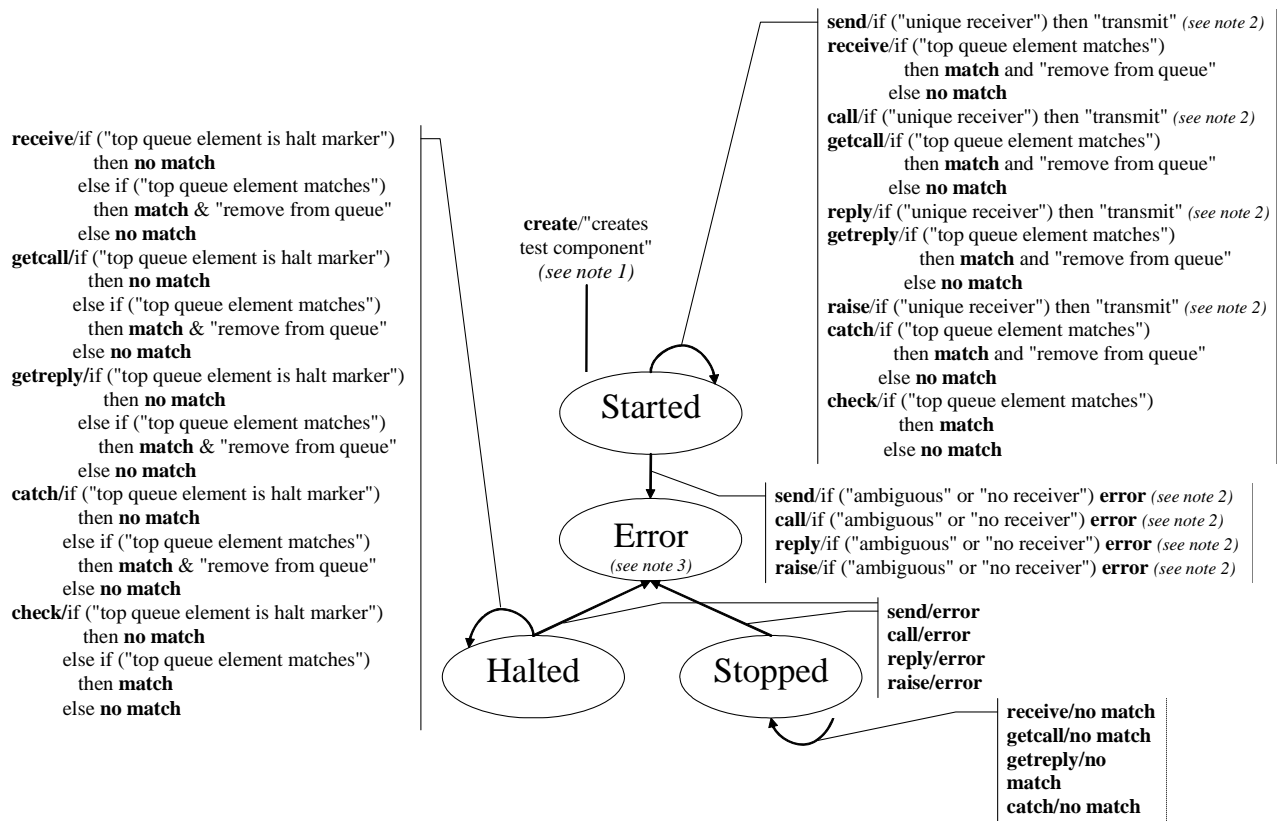 send/if ("unique receiver") then "transmit" (see note 2)
receive/if ("top queue element matches")
then match and "remove from queue"
else no match
call/if ("unique receiver") then "transmit" (see note 2)
getcall/if ("top queue element matches")
then match and "remove from queue"
else no match
reply/if ("unique receiver") then "transmit" (see note 2)
getreply/if ("top queue element matches")
then match and "remove from queue"
else no match
raise/if ("unique receiver") then "transmit" (see note 2)
catch/if ("top queue element matches")
then match and "remove from queue"
else no match
check/if ("top queue element matches")
then match
else no match
receive/if ("top queue element is halt marker")
then no match
else if ("top queue element matches")
then match & "remove from queue"
else no match
getcall/if ("top queue element is halt marker")
then no match
else if ("top queue element matches")
then match & "remove from queue"
else no match
getreply/if ("top queue element is halt marker")
then no match
else if ("top queue element matches")
then match & "remove from queue"
else no match
catch/if ("top queue element is halt marker")
then no match
else if ("top queue element matches")
then match & "remove from queue"
else no match
check/if ("top queue element is halt marker")
then no match
else if ("top queue element matches")
then match
else no match
create/"creates
test component"
(see note 1)
Started
send/if ("ambiguous" or "no receiver") error (see note 2)
call/if ("ambiguous" or "no receiver") error (see note 2)
reply/if ("ambiguous" or "no receiver") error (see note 2)
raise/if ("ambiguous" or "no receiver") error (see note 2)
Error
(see note 3)
send/error
call/error
reply/error
raise/error
Halted
Stopped
receive/no match
getcall/no match
getreply/no
match
catch/no match